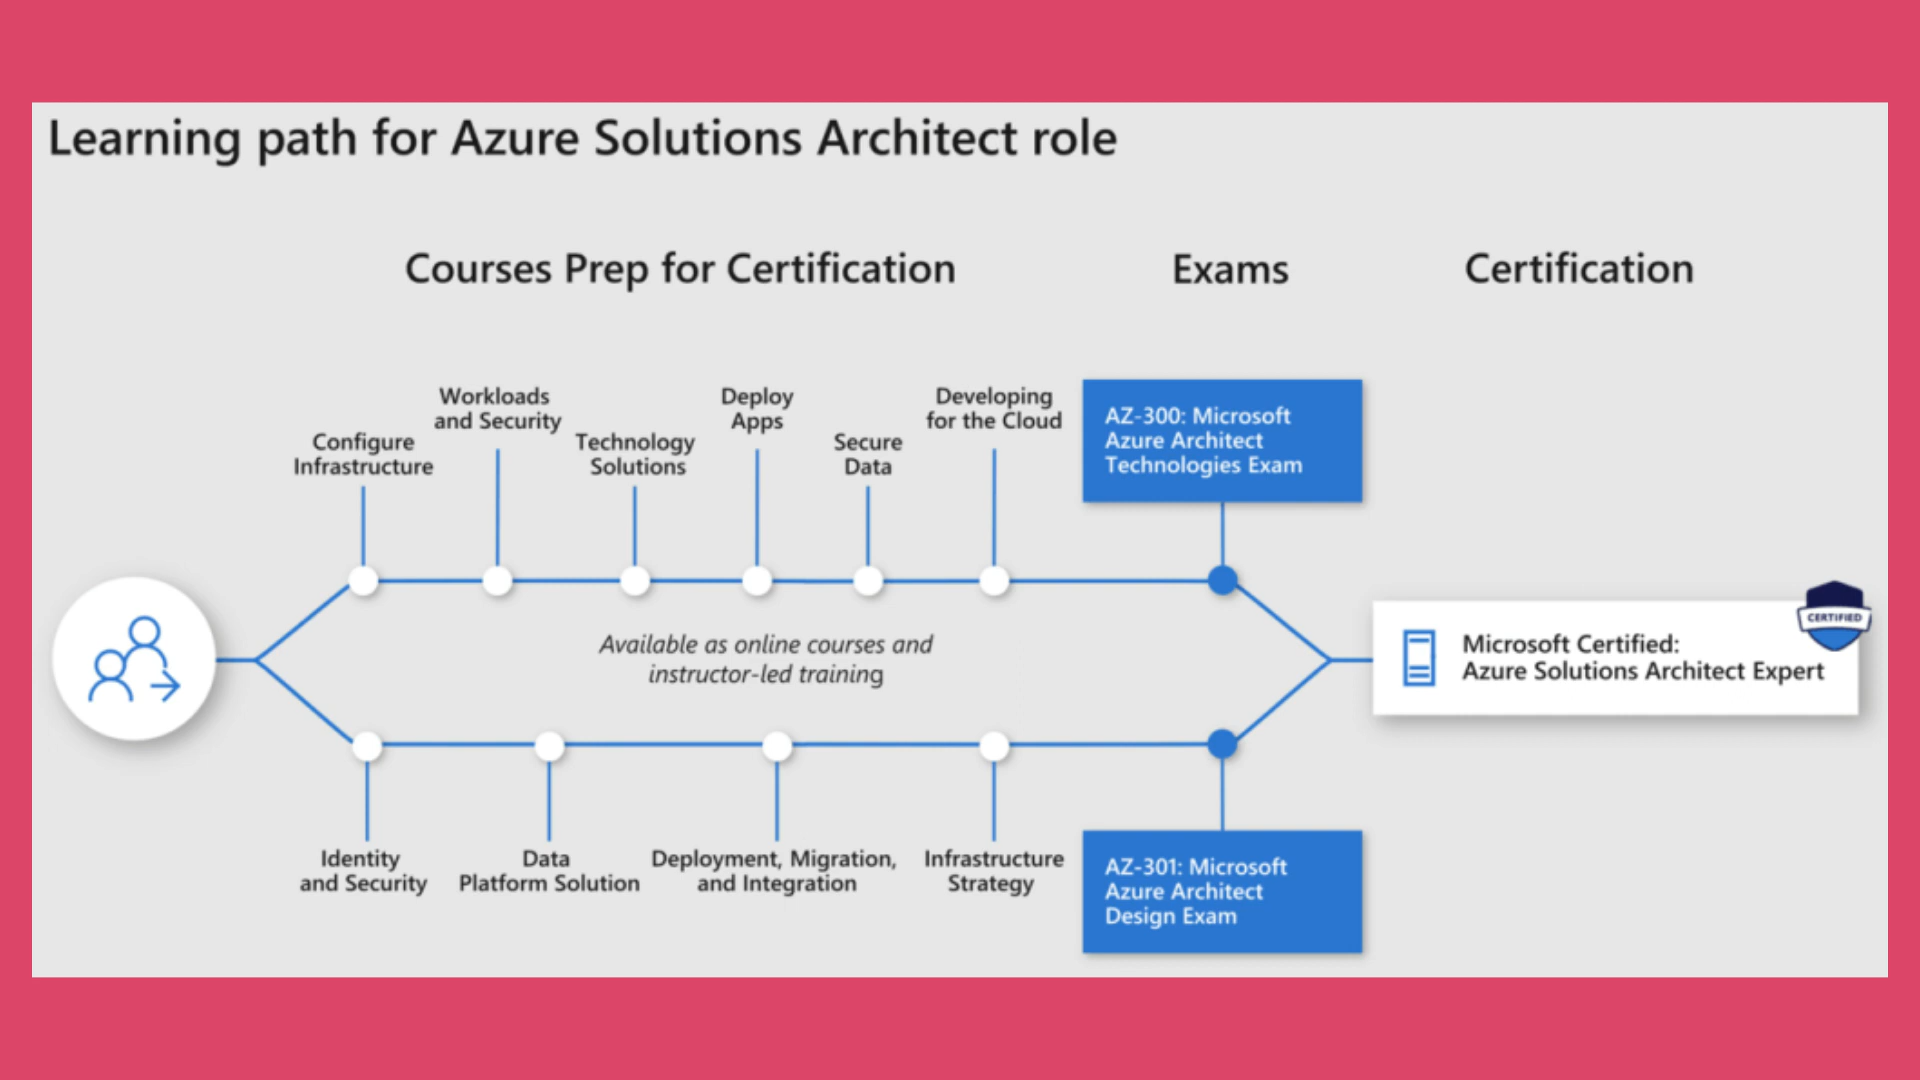 Learning path for Azure Solutions Architect role
Courses Prep for Certification
Exams
Certification
Configure
Infrastructure
Workloads
and Security
Technology
Solutions
Deploy
Apps
Secure
Data
Developing
for the Cloud
AZ-300: Microsoft
Azure Architect
Technologies Exam
Available as online courses and
instructor-led training
CERTIFIED
Microsoft Certified:
Azure Solutions Architect Expert
Identity
and Security
Data
Platform Solution
Deployment, Migration,
and Integration
Infrastructure
Strategy
AZ-301: Microsoft
Azure Architect
Design Exam